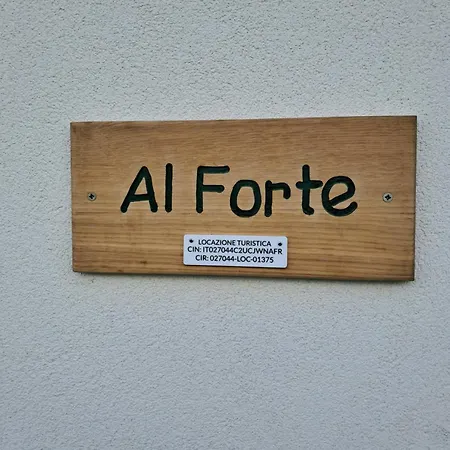 Al Forte
LOCAZIONE TURISTICA
CIN: IT027044C2UCJWNAFR
CIR: 027044-LOC-01375